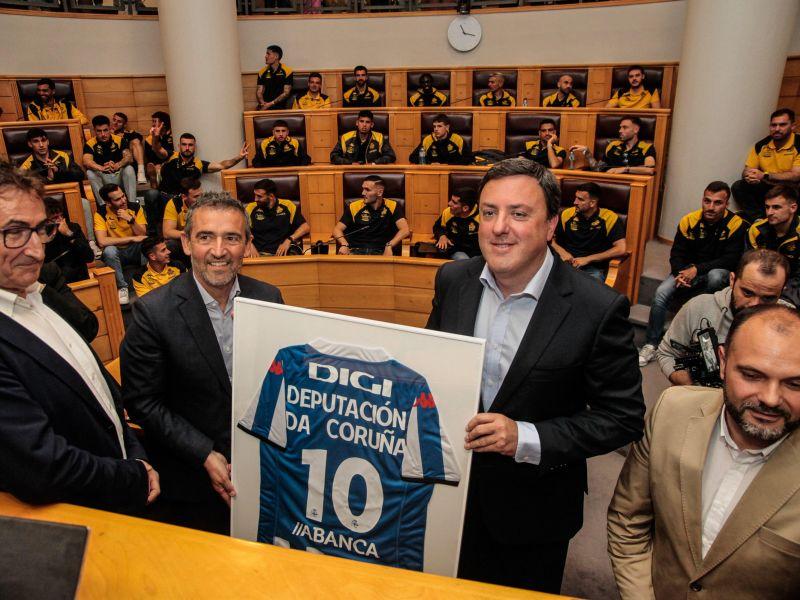 DIGI
DEPUTACIÓN
DA CORUÑA
10
//ABANCA